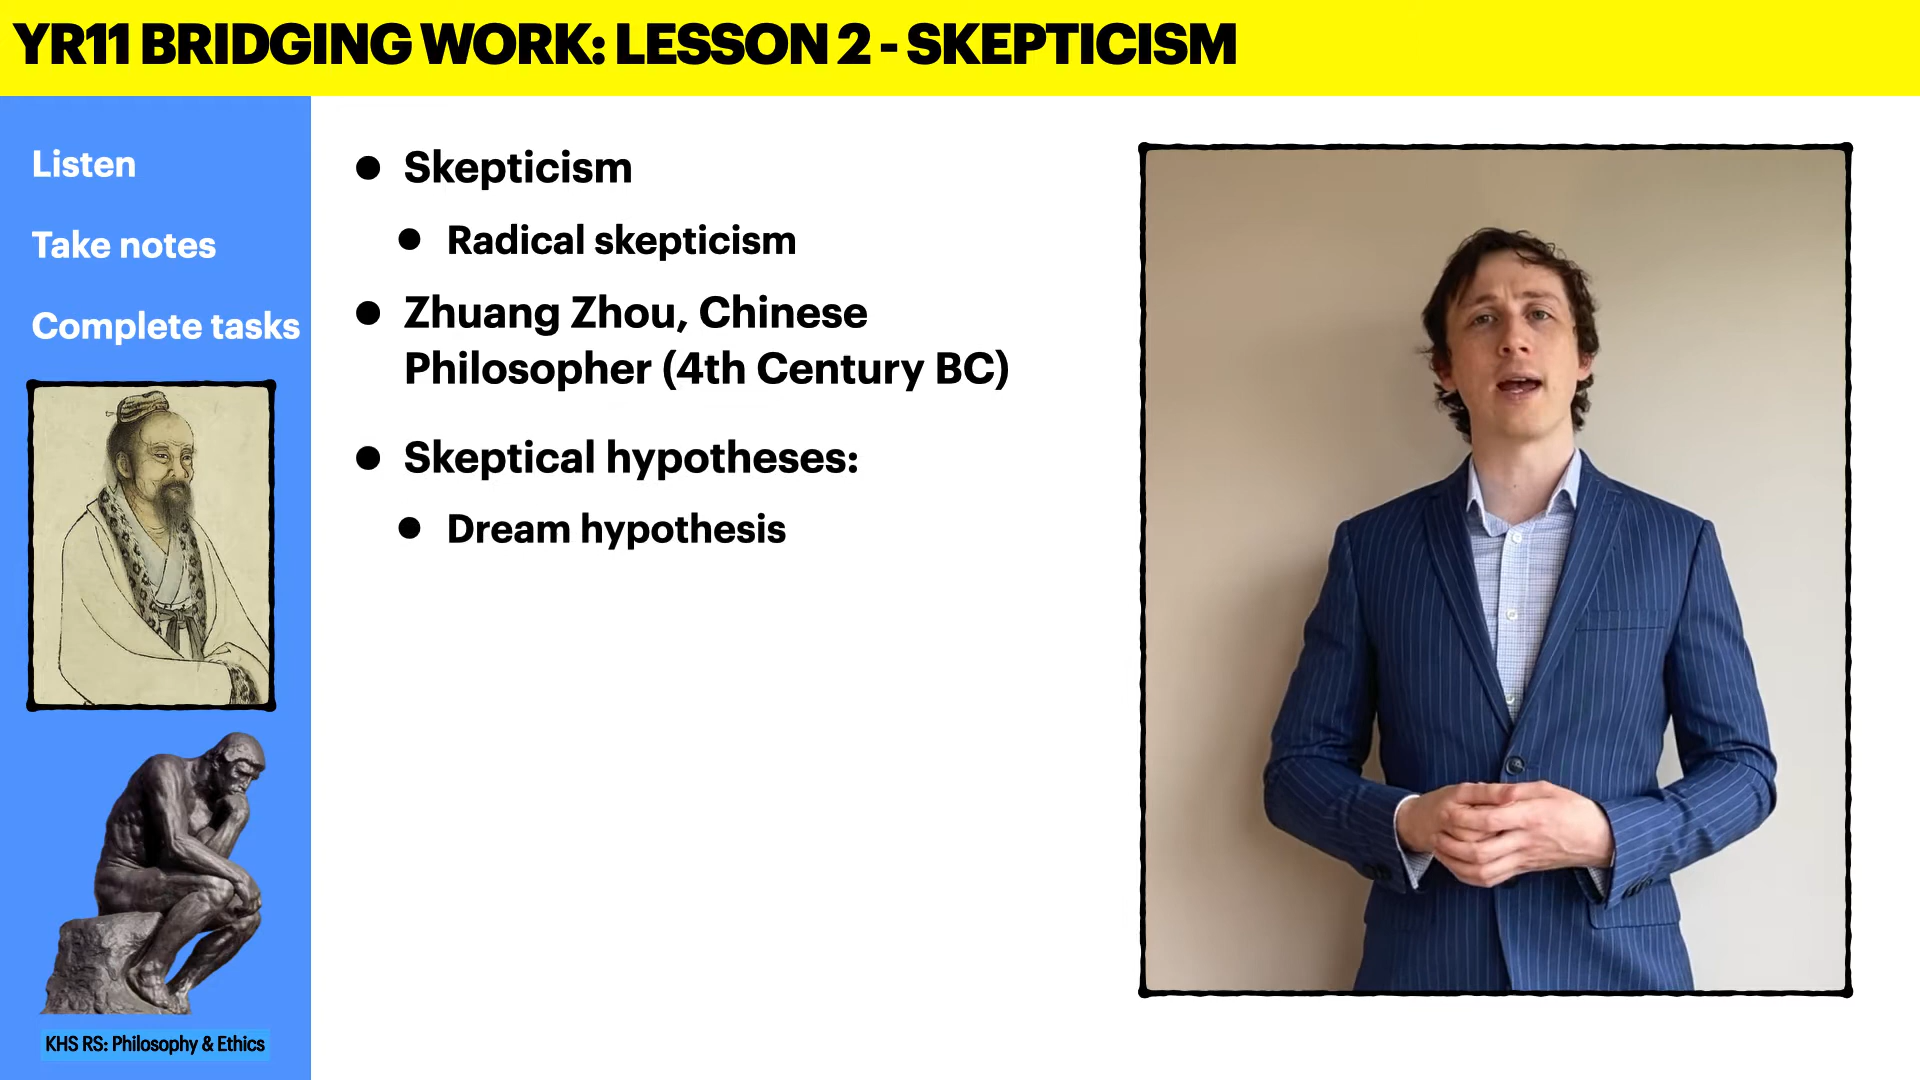 YR11 BRIDGING WORK: LESSON 2 - SKEPTICISM
Listen
Take notes
Complete tasks
● Skepticism
● Radical skepticism
● Zhuang Zhou, Chinese
Philosopher (4th Century BC)
● Skeptical hypotheses:
● Dream hypothesis
KHS RS: Philosophy & Ethics